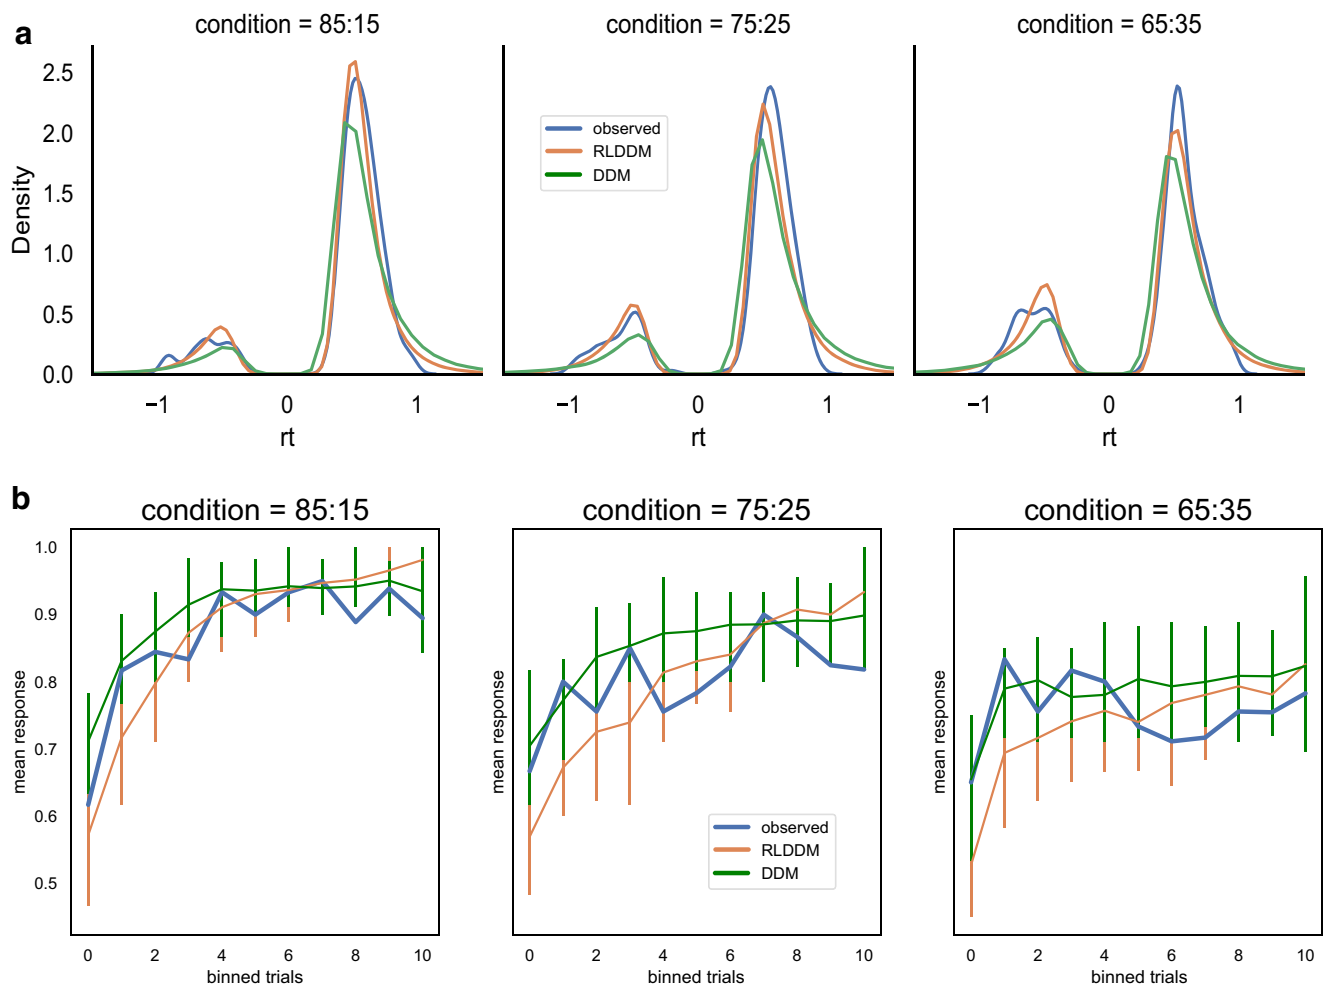 a
condition = 85:15
condition = 75:25
condition = 65:35
Density
2.5
2.0
1.5
1.0
0.5
0.0
observed
RLDDM
DDM
−1 0 1
−1 0 1
−1 0 1
rt
rt
rt
b
condition = 85:15
condition = 75:25
condition = 65:35
mean response
1.0
0.9
0.8
0.7
0.6
0.5
mean response
mean response
observed
RLDDM
DDM
0 2 4 6 8 10
0 2 4 6 8 10
0 2 4 6 8 10
binned trials
binned trials
binned trials